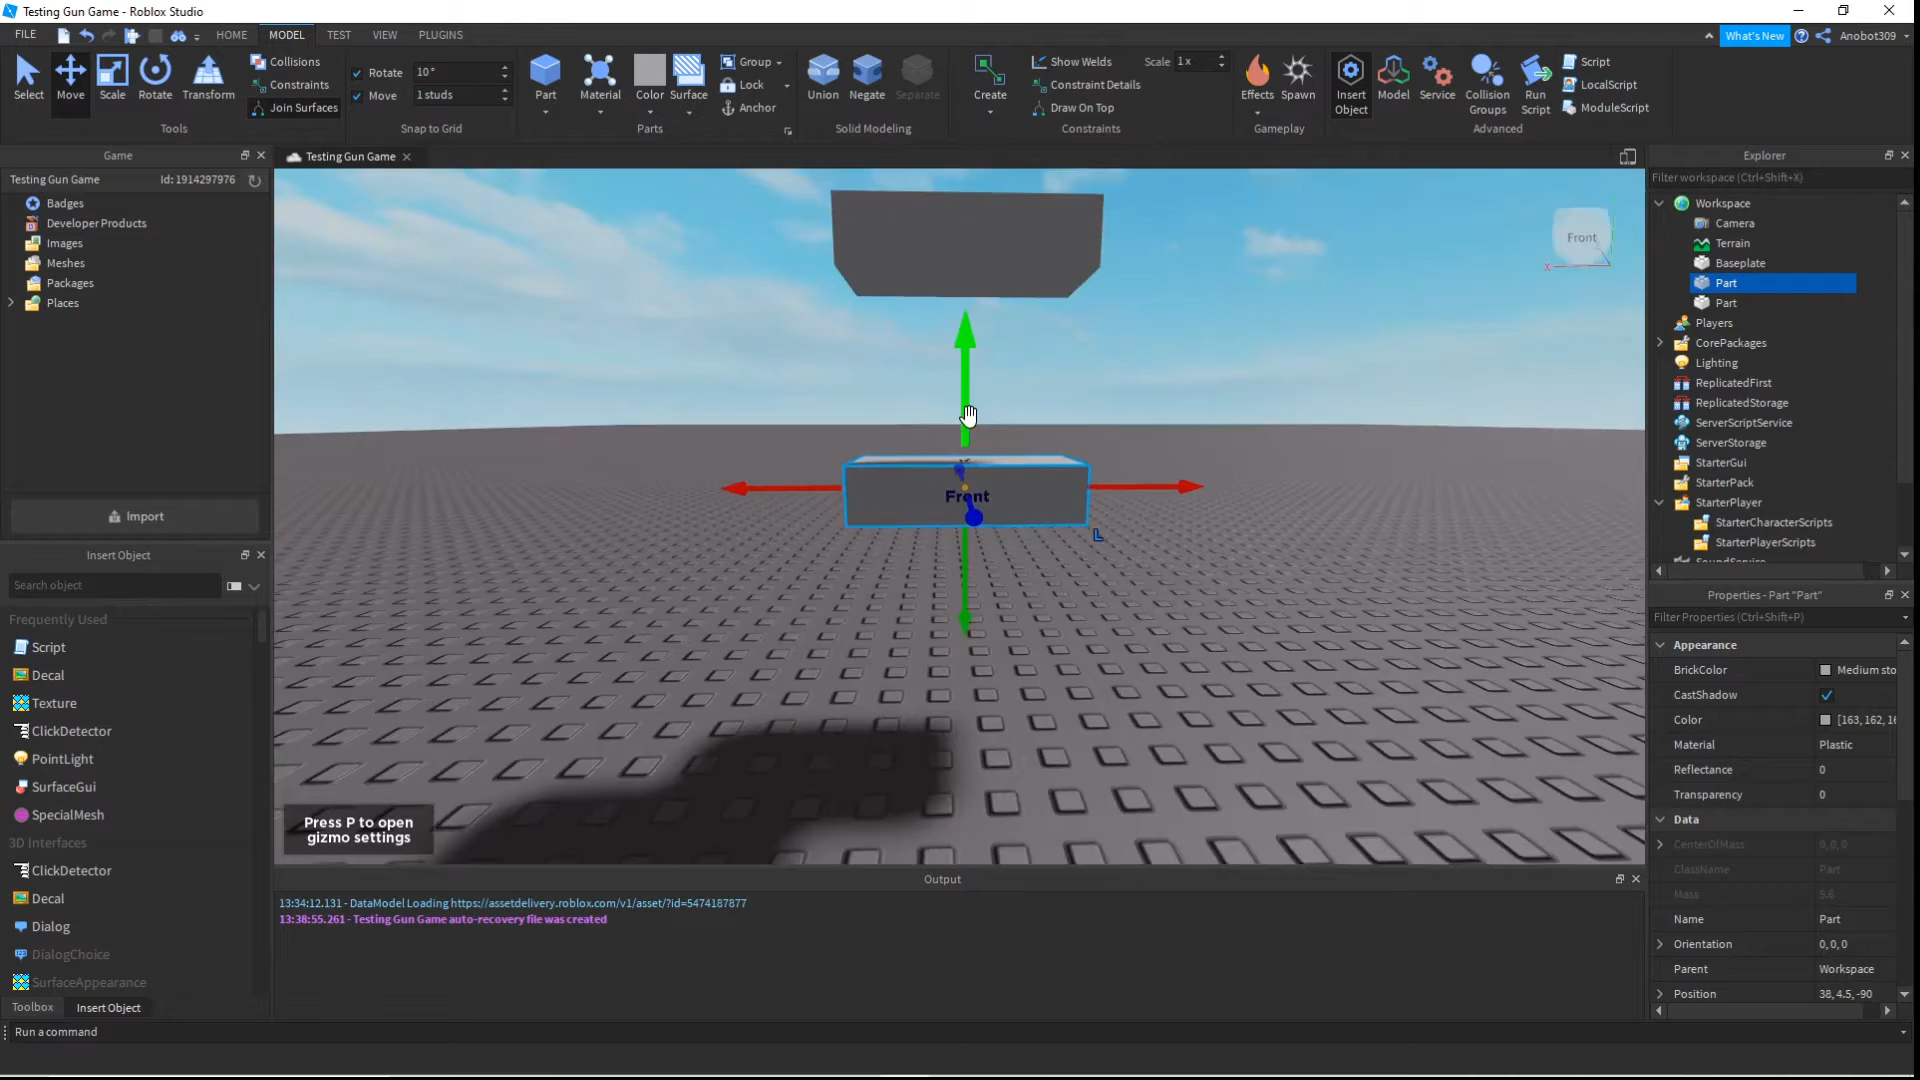 Testing Gun Game - Roblox Studio
FILE
HOME
MODEL
TEST
VIEW
PLUGINS
What's New
Anobot309
Select
Move
Scale
Rotate
Transform
Collisions
Constraints
Join Surfaces
Tools
Rotate
10°
Move
1 studs
Snap to Grid
Part
Material
Color
Surface
Group
Lock
Anchor
Parts
Union
Negate
Separate
Solid Modeling
Create
Show Welds
Scale 1 x
Constraint Details
Draw On Top
Constraints
Effects
Spawn
Gameplay
Insert
Object
Model
Service
Collision
Groups
Run
Script
Script
LocalScript
ModuleScript
Advanced
Game
Testing Gun Game
Id: 1914297976
Badges
Developer Products
Images
Meshes
Packages
Places
Import
Insert Object
Search object
Frequently Used
Script
Decal
Texture
ClickDetector
PointLight
SurfaceGui
SpecialMesh
3D Interfaces
ClickDetector
Decal
Dialog
DialogChoice
SurfaceAppearance
Toolbox
Insert Object
Run a command
Testing Gun Game
Front
Front
L
X
Press P to open
gizmo settings
Output
13:34:12.131 - DataModel Loading https://assetdelivery.roblox.com/v1/asset/?id=5474187877
13:38:55.261 - Testing Gun Game auto-recovery file was created
Explorer
Filter workspace (Ctrl+Shift+X)
Workspace
Camera
Terrain
Baseplate
Part
Part
Players
CorePackages
Lighting
ReplicatedFirst
ReplicatedStorage
ServerScriptService
ServerStorage
StarterGui
StarterPack
StarterPlayer
StarterCharacterScripts
StarterPlayerScripts
SoundService
Properties - Part "Part"
Filter Properties (Ctrl+Shift+P)
Appearance
BrickColor
Medium sto
CastShadow
Color
[163, 162, 16
Material
Plastic
Reflectance
0
Transparency
0
Data
CenterOfMass
0, 0, 0
ClassName
Part
Mass
5.6
Name
Part
Orientation
0, 0, 0
Parent
Workspace
Position
38, 4.5, -90